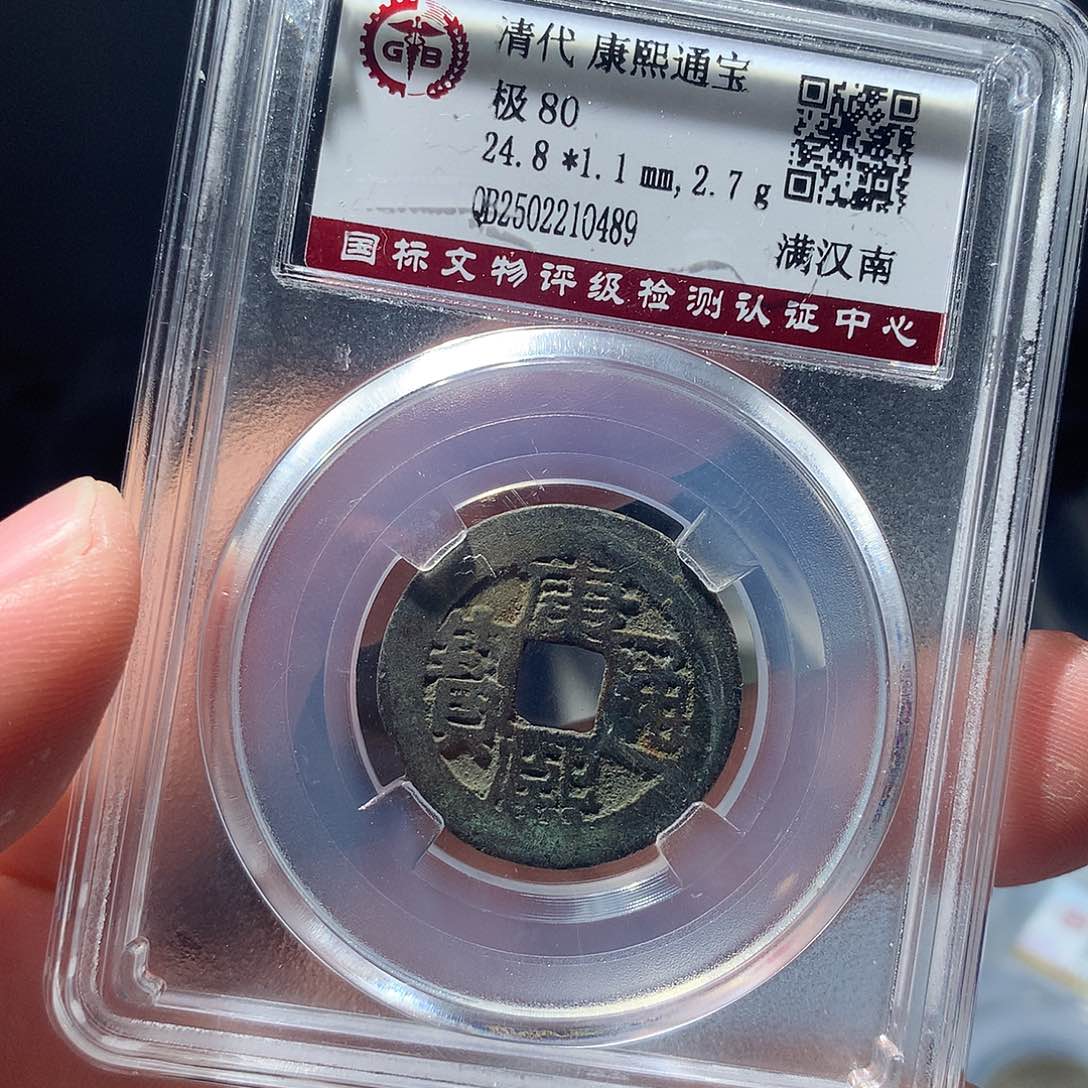 GB
清代 康熙通宝
极 80
24.8 *1.1 mm, 2.7 g
QB2502210489
满汉南
国标文物评级检测认证中心
康熙通寶